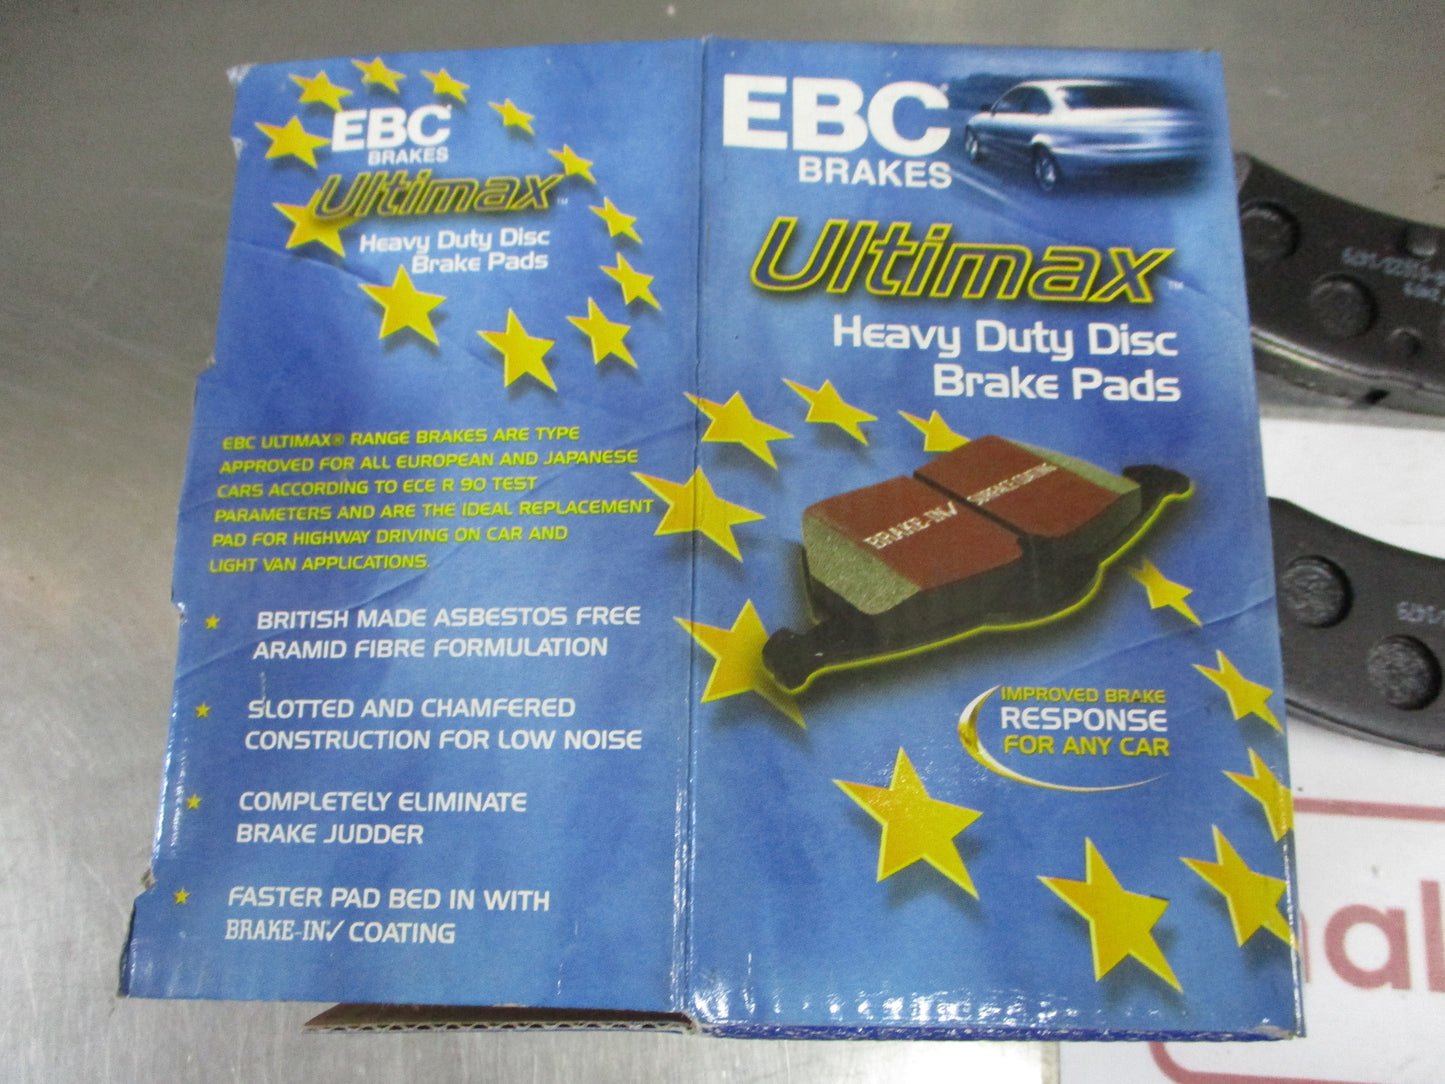 EBC
BRAKES
Ultimax™
Heavy Duty Disc
Brake Pads
EBC ULTIMAX® RANGE BRAKES ARE TYPE
APPROVED FOR ALL EUROPEAN AND JAPANESE
CARS ACCORDING TO ECE R 90 TEST
PARAMETERS AND ARE THE IDEAL REPLACEMENT
PAD FOR HIGHWAY DRIVING ON CAR AND
LIGHT VAN APPLICATIONS.
BRITISH MADE ASBESTOS FREE
ARAMID FIBRE FORMULATION
SLOTTED AND CHAMFERED
CONSTRUCTION FOR LOW NOISE
COMPLETELY ELIMINATE
BRAKE JUDDER
FASTER PAD BED IN WITH
BRAKE-IN✓ COATING
EBC
BRAKES
Ultimax™
Heavy Duty Disc
Brake Pads
BRAKE-IN✓ SURFACE COATING
IMPROVED BRAKE
RESPONSE
FOR ANY CAR